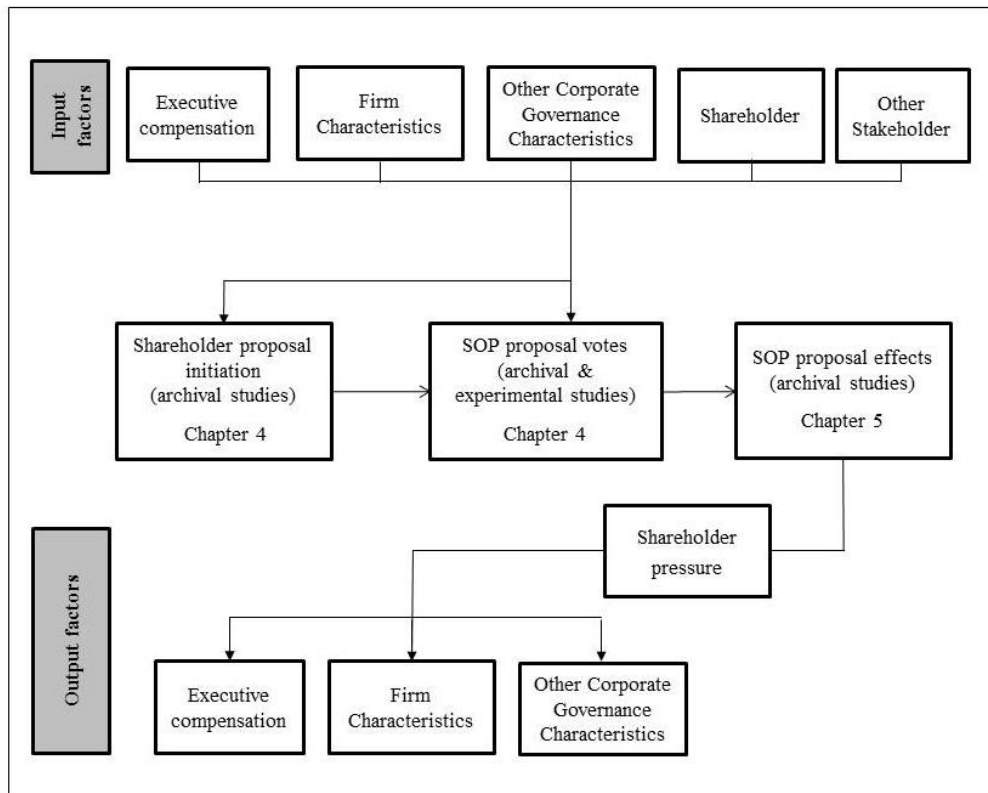 Input
factors
Executive
compensation
Firm
Characteristics
Other Corporate
Governance
Characteristics
Shareholder
Other
Stakeholder
Shareholder proposal
initiation
(archival studies)
Chapter 4
SOP proposal votes
(archival &
experimental studies)
Chapter 4
SOP proposal effects
(archival studies)
Chapter 5
Shareholder
pressure
Output factors
Executive
compensation
Firm
Characteristics
Other Corporate
Governance
Characteristics